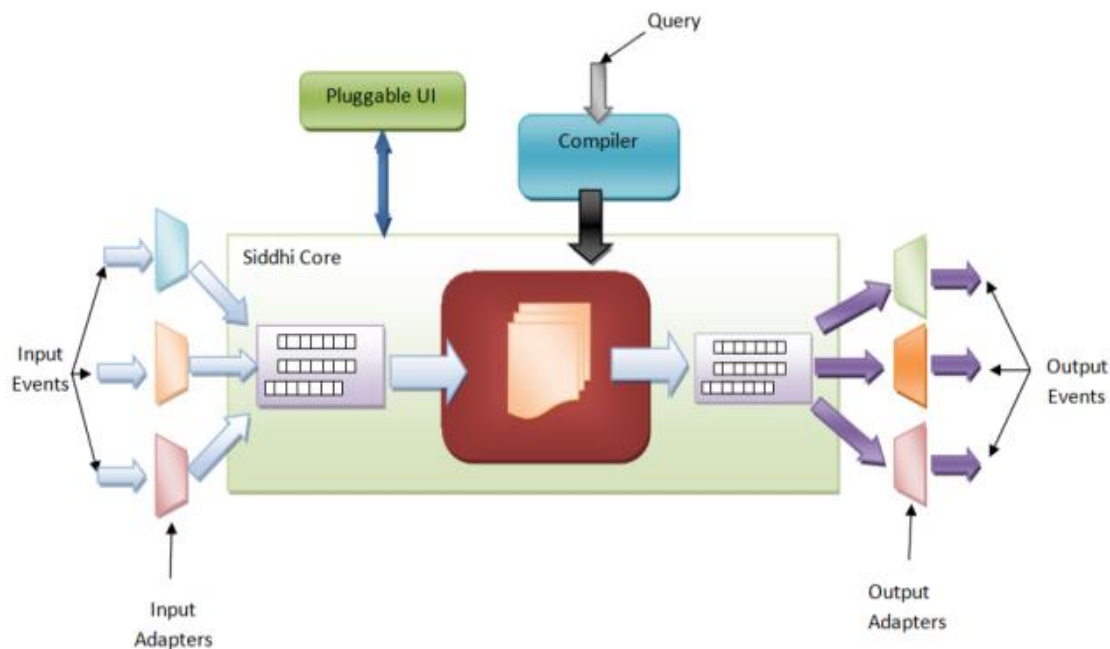 Query
Pluggable UI
Compiler
Siddhi Core
Input
Events
Output
Events
Input
Adapters
Output
Adapters